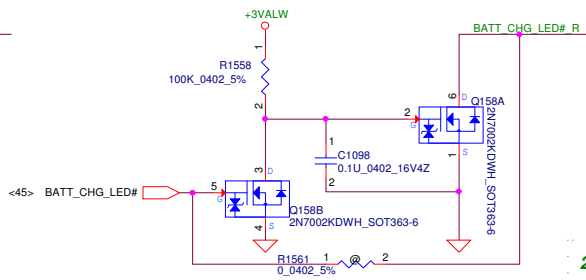 +3VALW
BATT_CHG_LED#_R
1
R1558
100K_0402_5%
2
6
D
Q158A
2
G
2N7002KDWH_SOT363-6
S
1
1
C1098
0.1U_0402_16V4Z
2
3
D
<45> BATT_CHG_LED#
5
G
Q158B
2N7002KDWH_SOT363-6
S
4
R1561 1 @ 2
0_0402_5%
2